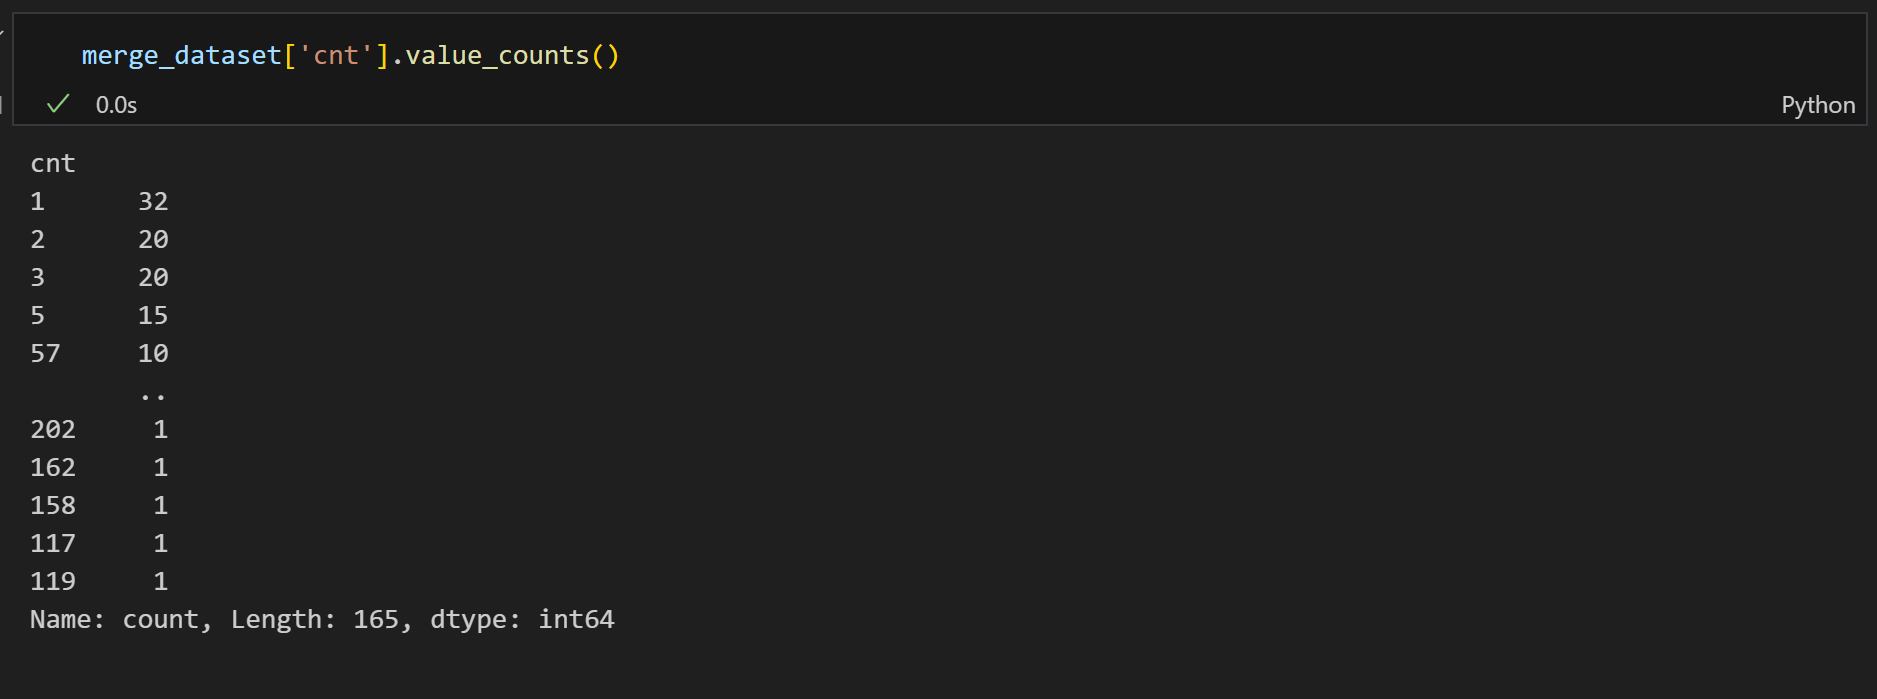 merge_dataset['cnt'].value_counts()
0.0s
Python
cnt
1      32
2      20
3      20
5      15
57     10
       ..
202     1
162     1
158     1
117     1
119     1
Name: count, Length: 165, dtype: int64